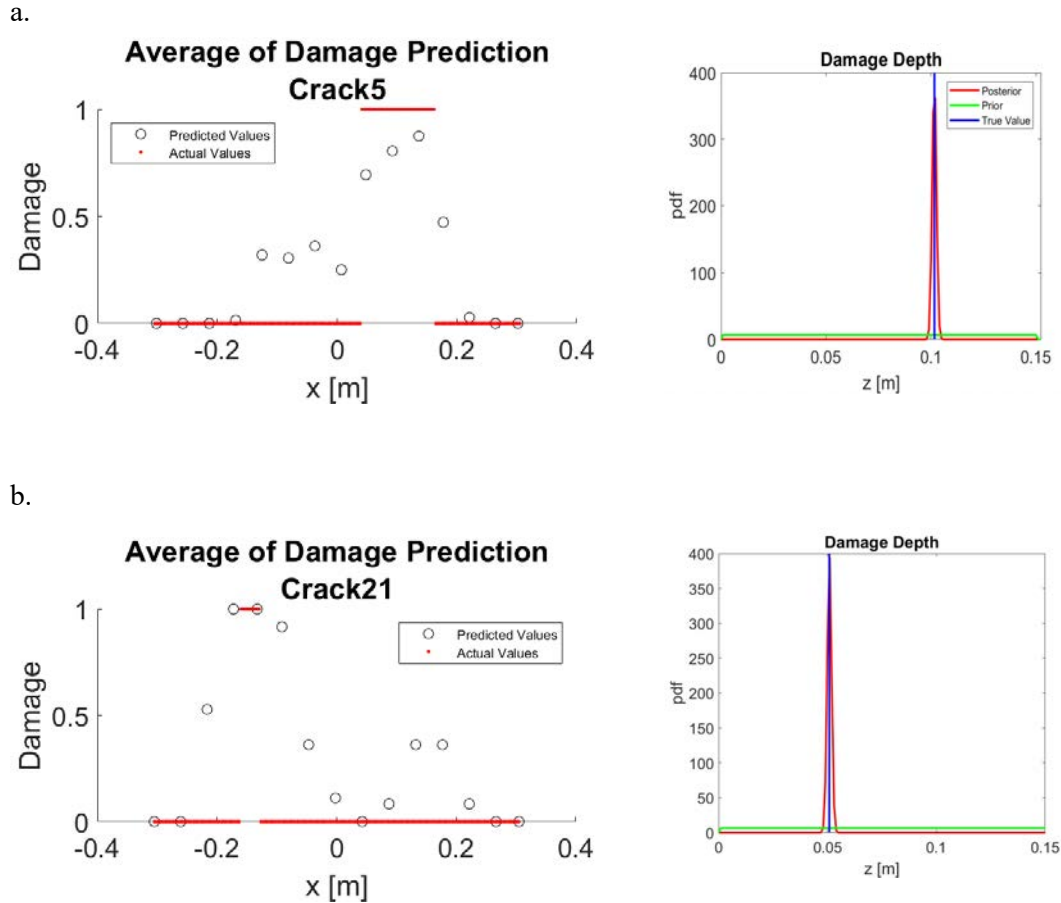 a.
Average of Damage Prediction
Crack5
Damage
1
0.5
0
Predicted Values
Actual Values
-0.4
-0.2
0
0.2
0.4
x [m]
Damage Depth
pdf
400
300
200
100
0
Posterior
Prior
True Value
0
0.05
0.1
0.15
z [m]
b.
Average of Damage Prediction
Crack21
Damage
1
0.5
0
Predicted Values
Actual Values
-0.4
-0.2
0
0.2
0.4
x [m]
Damage Depth
pdf
400
350
300
250
200
150
100
50
0
0
0.05
0.1
0.15
z [m]